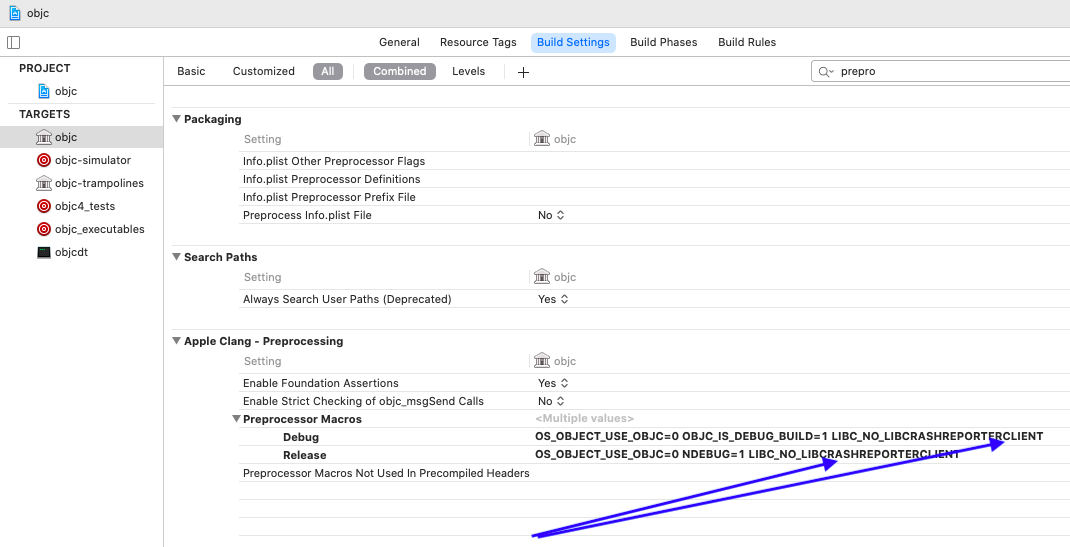 objc
General Resource Tags Build Settings Build Phases Build Rules
PROJECT
objc
TARGETS
objc
objc-simulator
objc-trampolines
objc4_tests
objc_executables
objcdt
Basic Customized All Combined Levels + prepro
Packaging
Setting objc
Info.plist Other Preprocessor Flags
Info.plist Preprocessor Definitions
Info.plist Preprocessor Prefix File
Preprocess Info.plist File No
Search Paths
Setting objc
Always Search User Paths (Deprecated) Yes
Apple Clang - Preprocessing
Setting objc
Enable Foundation Assertions Yes
Enable Strict Checking of objc_msgSend Calls No
Preprocessor Macros <Multiple values>
Debug OS_OBJECT_USE_OBJC=0 OBJC_IS_DEBUG_BUILD=1 LIBC_NO_LIBCRASHREPORTERCLIENT
Release OS_OBJECT_USE_OBJC=0 NDEBUG=1 LIBC_NO_LIBCRASHREPORTERCLIENT
Preprocessor Macros Not Used In Precompiled Headers